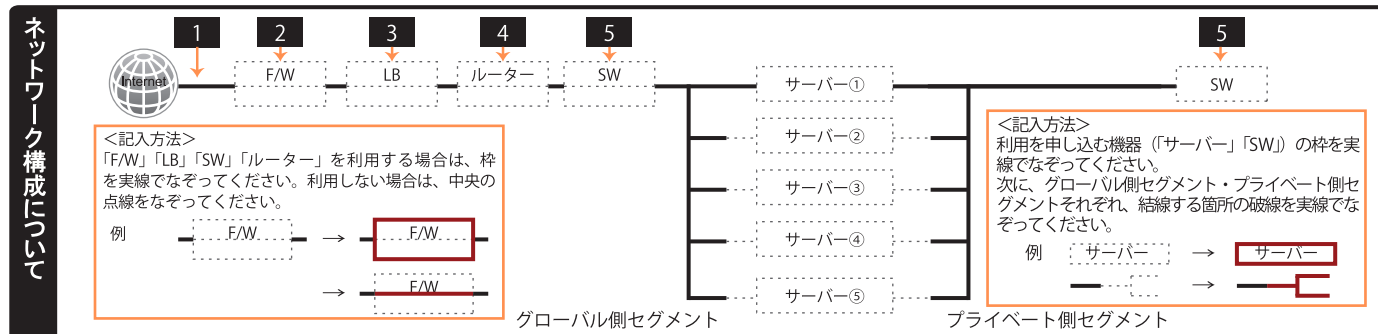 ネットワーク構成について
1
2
3
4
5
5
Internet
F/W
LB
ルーター
SW
サーバー①
SW
サーバー②
サーバー③
サーバー④
サーバー⑤
<記入方法>
「F/W」「LB」「SW」「ルーター」を利用する場合は、枠
を実線でなぞってください。利用しない場合は、中央の
点線をなぞってください。
例
F/W
→
F/W
→
F/W
<記入方法>
利用を申し込む機器（「サーバー」「SW」）の枠を実
線でなぞってください。
次に、グローバル側セグメント・プライベート側セ
グメントそれぞれ、結線する箇所の破線を実線でな
ぞってください。
例
サーバー
→
サーバー
→
グローバル側セグメント
プライベート側セグメント